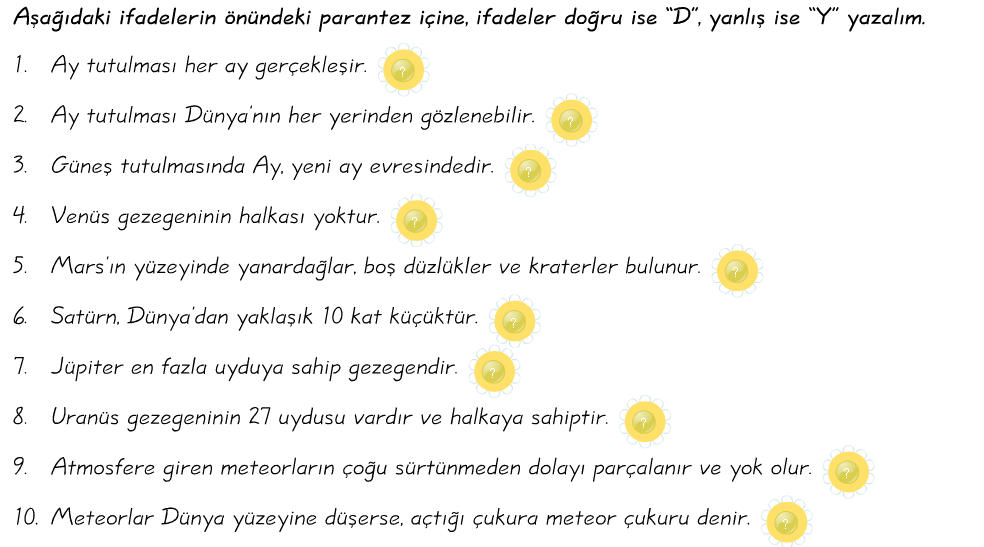 Aşağıdaki ifadelerin önündeki parantez içine, ifadeler doğru ise “D”, yanlış ise “Y” yazalım.
1. Ay tutulması her ay gerçekleşir. ?
2. Ay tutulması Dünya'nın her yerinden gözlenebilir. ?
3. Güneş tutulmasında Ay, yeni ay evresindedir. ?
4. Venüs gezegeninin halkası yoktur. ?
5. Mars'ın yüzeyinde yanardağlar, boş düzlükler ve kraterler bulunur. ?
6. Satürn, Dünya'dan yaklaşık 10 kat küçüktür. ?
7. Jüpiter en fazla uyduya sahip gezegendir. ?
8. Uranüs gezegeninin 27 uydusu vardır ve halkaya sahiptir. ?
9. Atmosfere giren meteorların çoğu sürtünmeden dolayı parçalanır ve yok olur. ?
10. Meteorlar Dünya yüzeyine düşerse, açtığı çukura meteor çukuru denir. ?